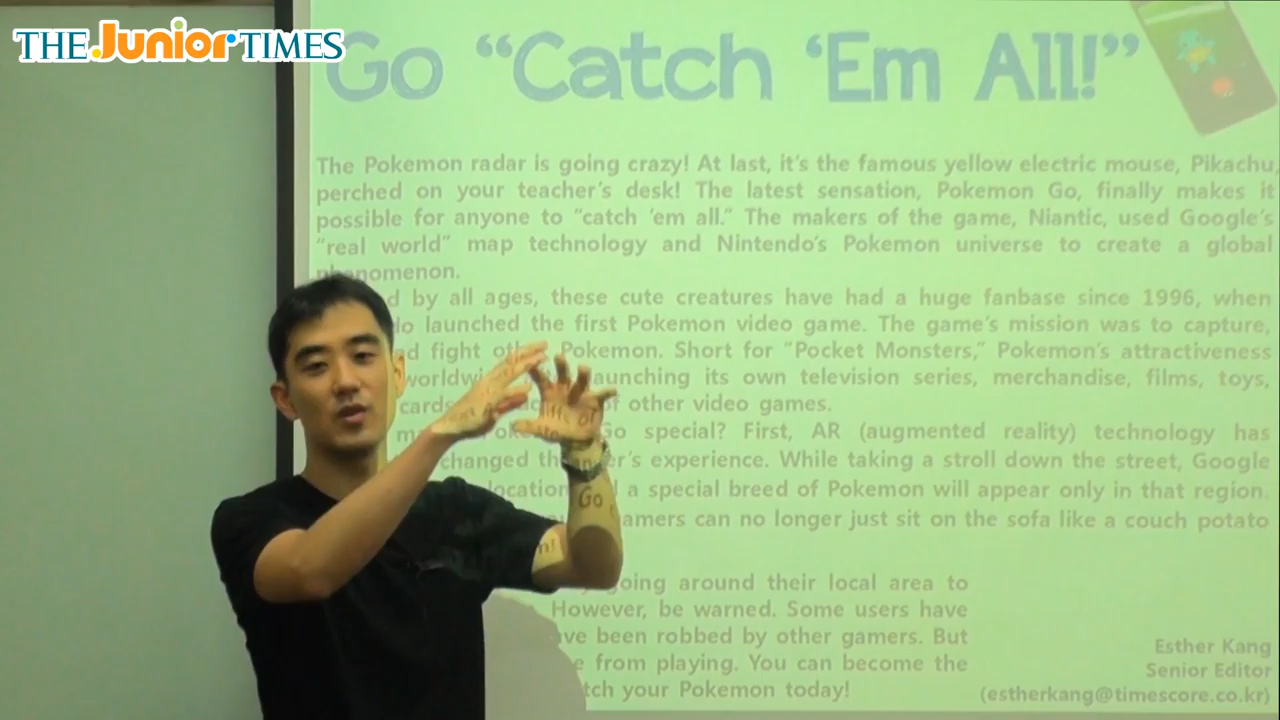 THE Junior TIMES
Go “Catch ‘Em All!”
The Pokemon radar is going crazy! At last, it’s the famous yellow electric mouse, Pikachu,
perched on your teacher’s desk! The latest sensation, Pokemon Go, finally makes it
possible for anyone to “catch ’em all.” The makers of the game, Niantic, used Google’s
“real world” map technology and Nintendo’s Pokemon universe to create a global
phenomenon.
by all ages, these cute creatures have had a huge fanbase since 1996, when
launched the first Pokemon video game. The game’s mission was to capture,
fight Pokemon. Short for “Pocket Monsters,” Pokemon’s attractiveness
launching its own television series, merchandise, films, toys,
cards of other video games.
Go special? First, AR (augmented reality) technology has
changed experience. While taking a stroll down the street, Google
a special breed of Pokemon will appear only in that region.
gamers can no longer just sit on the sofa like a couch potato
going around their local area to
However, be warned. Some users have
been robbed by other gamers. But
from playing. You can become the
your Pokemon today!
Esther Kang
Senior Editor
(estherkang@timescore.co.kr)